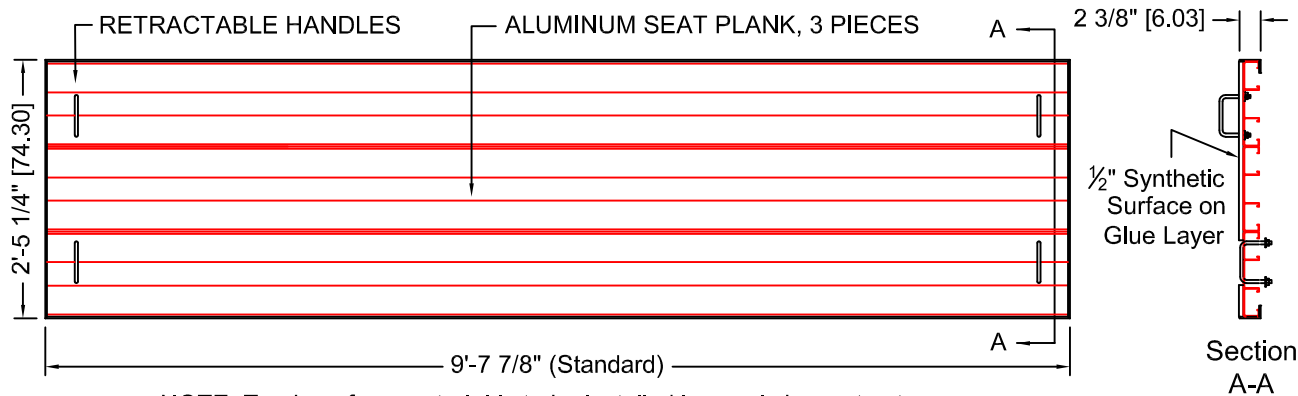 RETRACTABLE HANDLES
ALUMINUM SEAT PLANK, 3 PIECES
A
2 3/8" [6.03]
2'-5 1/4" [74.30]
½" Synthetic
Surface on
Glue Layer
A
9'-7 7/8" (Standard)
Section
A-A